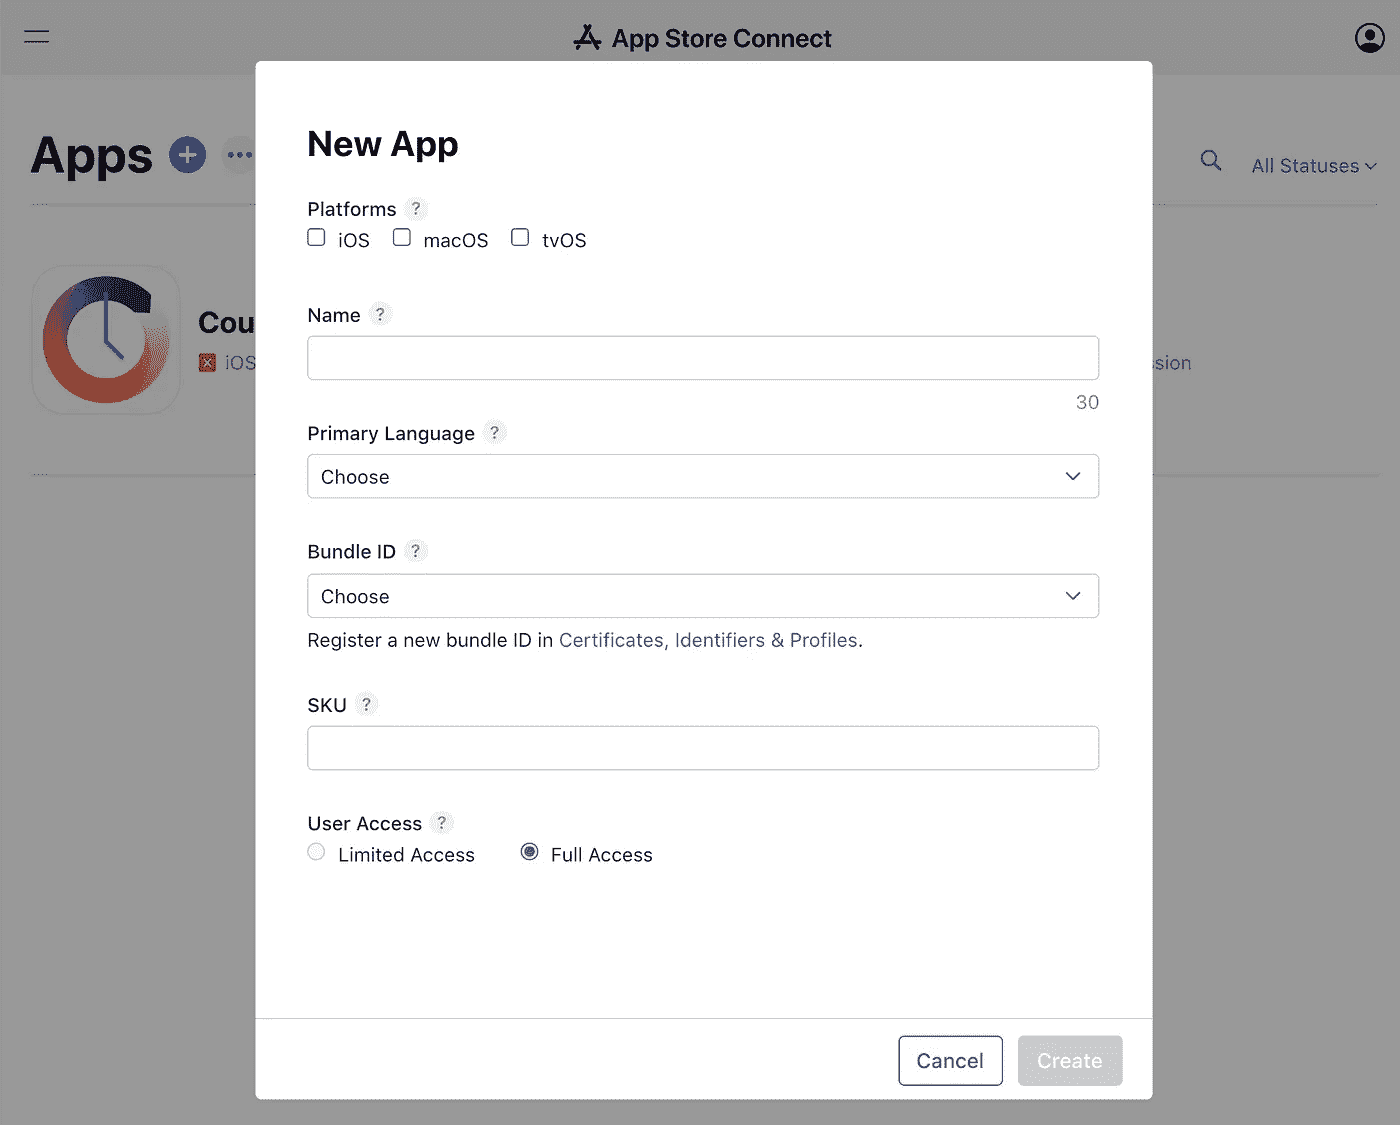 App Store Connect
Apps
All Statuses
New App
Platforms ?
iOS macOS tvOS
Cou
iOS
ssion
Name ?
30
Primary Language ?
Choose
Bundle ID ?
Choose
Register a new bundle ID in Certificates, Identifiers & Profiles.
SKU ?
User Access ?
Limited Access Full Access
Cancel Create